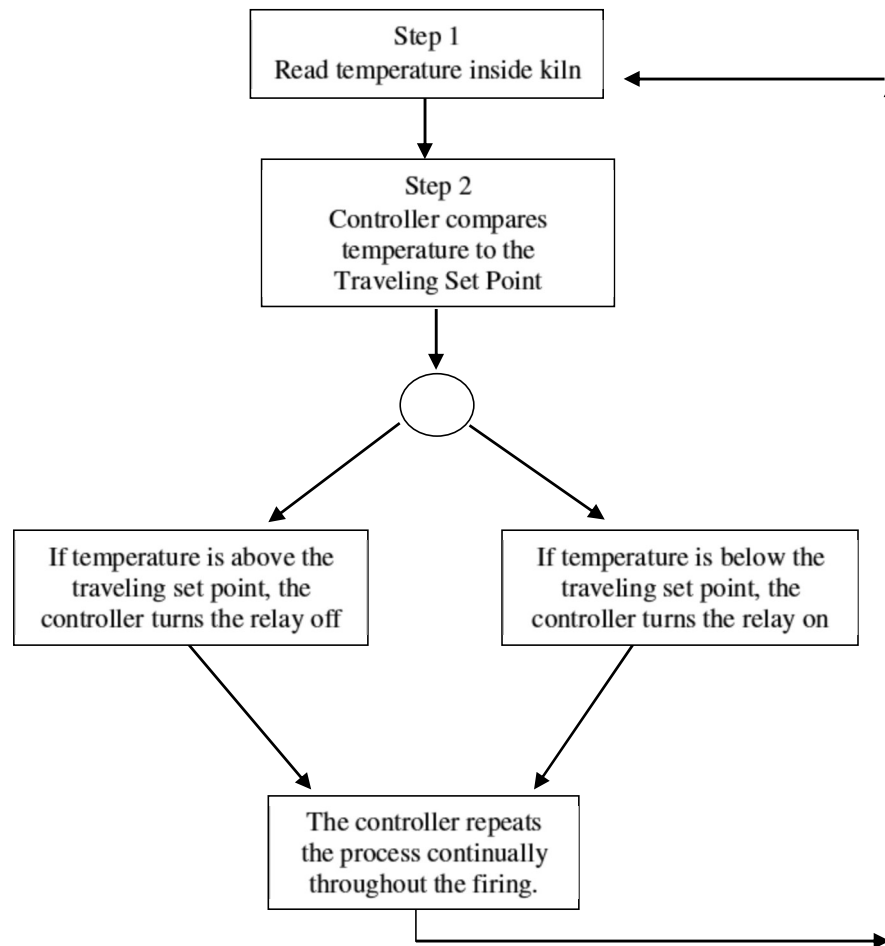 Step 1
Read temperature inside kiln
Step 2
Controller compares
temperature to the
Traveling Set Point
If temperature is above the
traveling set point, the
controller turns the relay off
If temperature is below the
traveling set point, the
controller turns the relay on
The controller repeats
the process continually
throughout the firing.